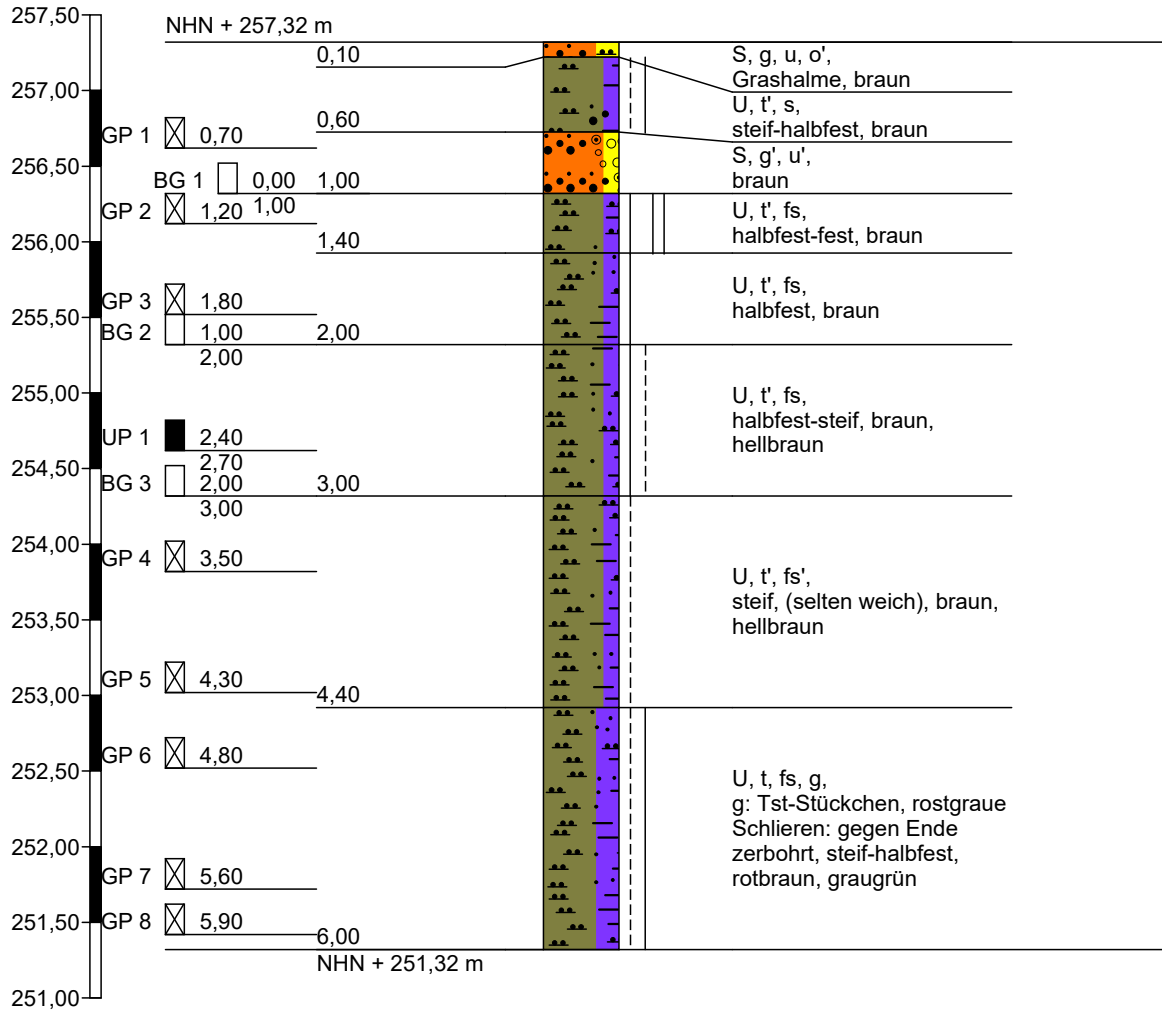 257,50
257,00
256,50
256,00
255,50
255,00
254,50
254,00
253,50
253,00
252,50
252,00
251,50
251,00
NHN + 257,32 m
0,10
S, g, u, o',
Grashalme, braun
GP 1 0,70
0,60
U, t', s,
steif-halbfest, braun
BG 1 0,00
1,00
1,00
S, g', u',
braun
GP 2 1,20
1,40
U, t', fs,
halbfest-fest, braun
GP 3 1,80
BG 2 1,00
2,00
2,00
U, t', fs,
halbfest, braun
UP 1 2,40
2,70
BG 3 2,00
3,00
3,00
U, t', fs,
halbfest-steif, braun,
hellbraun
GP 4 3,50
GP 5 4,30
4,40
U, t', fs',
steif, (selten weich), braun,
hellbraun
GP 6 4,80
GP 7 5,60
GP 8 5,90
6,00
U, t, fs, g,
g: Tst-Stückchen, rostgraue
Schlieren: gegen Ende
zerbohrt, steif-halbfest,
rotbraun, graugrün
NHN + 251,32 m